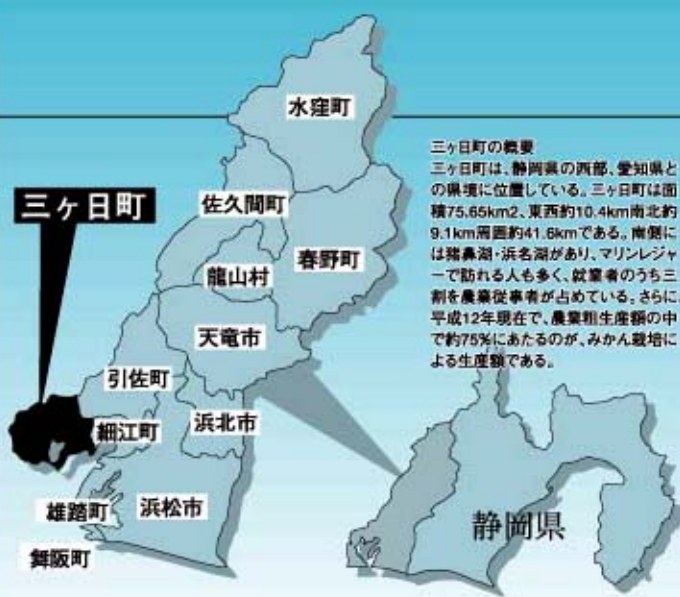 水窪町
三ヶ日町の概要
三ヶ日町は、静岡県の西部、愛知県と
の県境に位置している。三ヶ日町は面
積75.65km2、東西約10.4km南北約
9.1km周囲約41.6kmである。南側に
は猪鼻湖・浜名湖があり、マリンレジャ
ーで訪れる人も多く、就業者のうち三
割を農業従事者が占めている。さらに、
平成12年現在で、農業粗生産額の中
で約75%にあたるのが、みかん栽培に
よる生産額である。
三ヶ日町
佐久間町
春野町
龍山村
天竜市
引佐町
細江町
浜北市
雄踏町
浜松市
舞阪町
静岡県